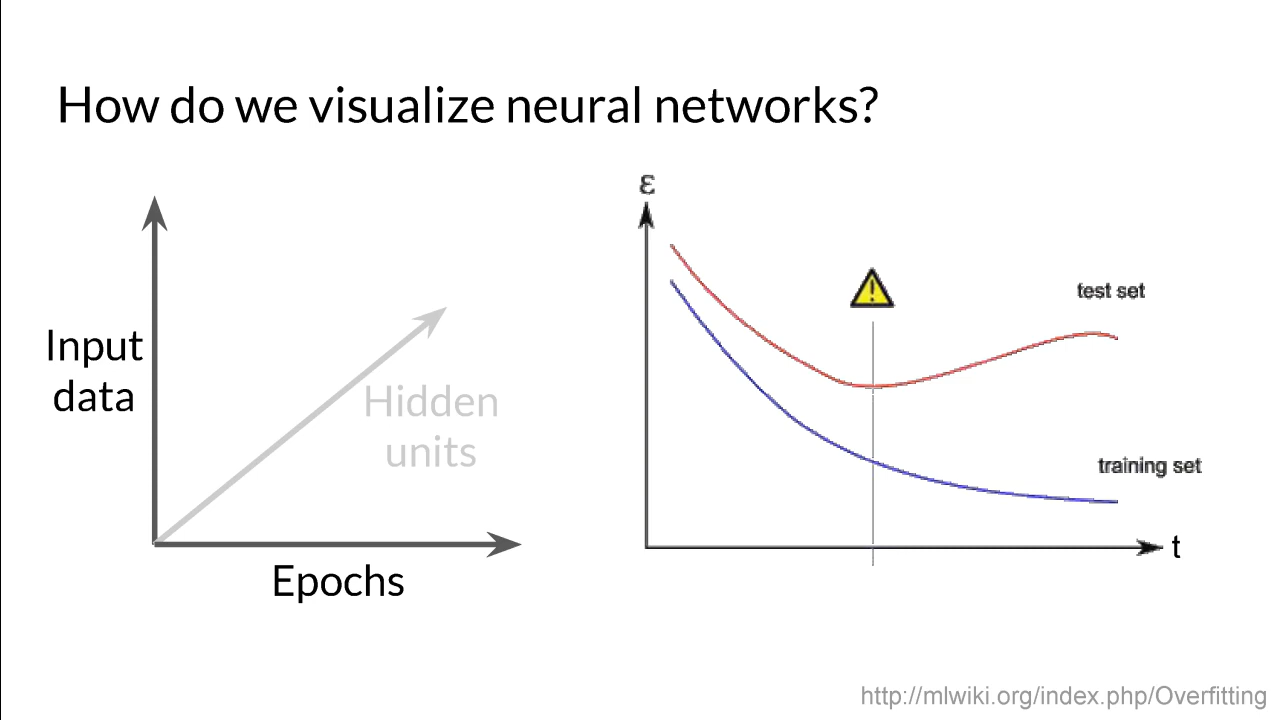 How do we visualize neural networks?
Input
data
Hidden
units
Epochs
ε
!
test set
training set
t
http://mlwiki.org/index.php/Overfitting